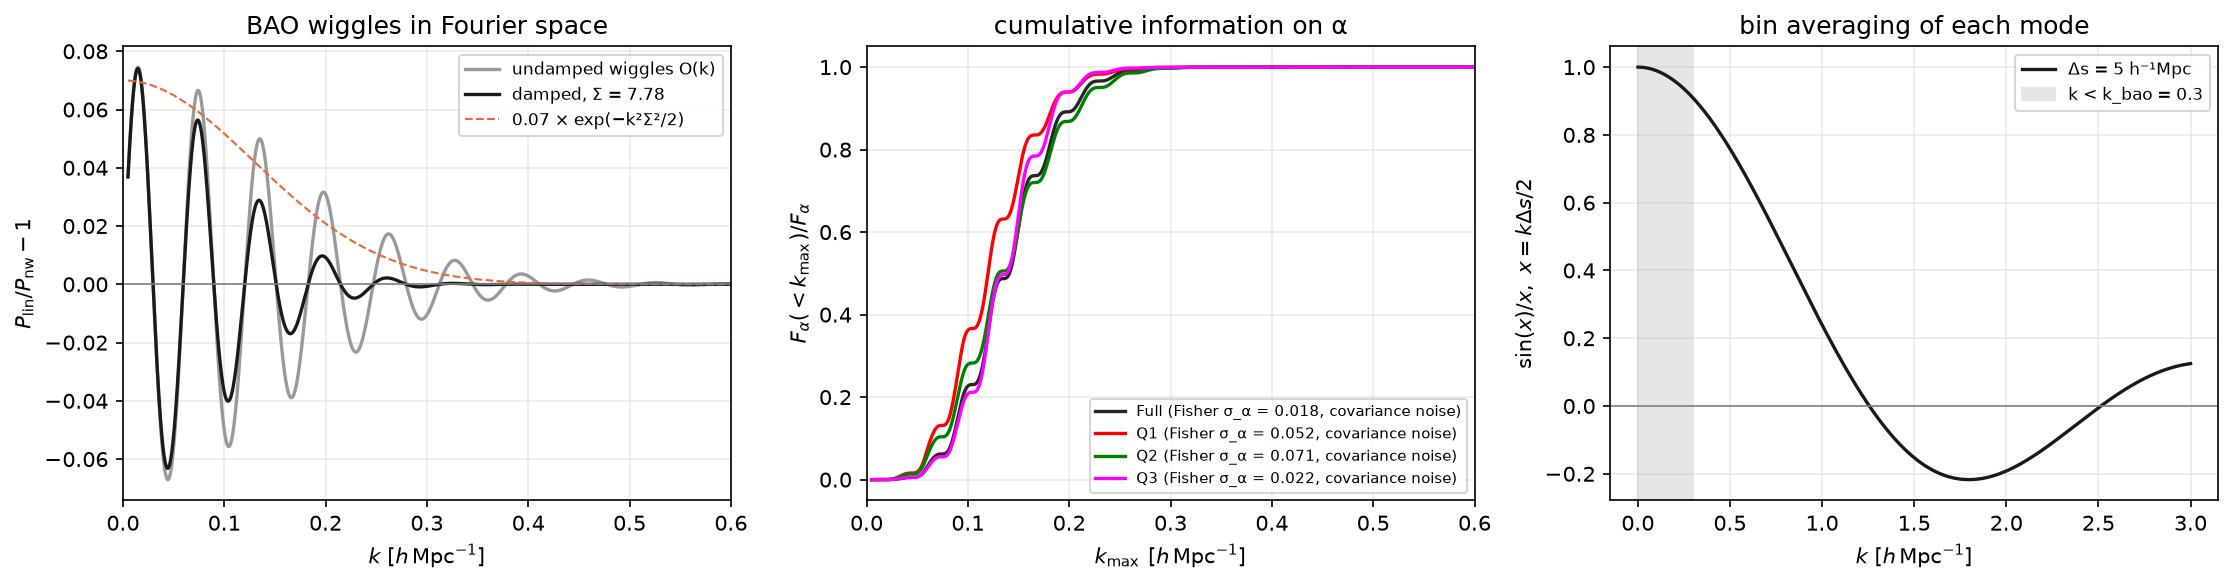 BAO wiggles in Fourier space
0.08
0.06
0.04
0.02
0.00
−0.02
−0.04
−0.06
P_lin/P_nw − 1
undamped wiggles O(k)
damped, Σ = 7.78
0.07 × exp(−k²Σ²/2)
0.0 0.1 0.2 0.3 0.4 0.5 0.6
k [h Mpc⁻¹]
cumulative information on α
1.0
0.8
0.6
0.4
0.2
0.0
F_α(< k_max)/F_α
Full (Fisher σ_α = 0.018, covariance noise)
Q1 (Fisher σ_α = 0.052, covariance noise)
Q2 (Fisher σ_α = 0.071, covariance noise)
Q3 (Fisher σ_α = 0.022, covariance noise)
0.0 0.1 0.2 0.3 0.4 0.5 0.6
k_max [h Mpc⁻¹]
bin averaging of each mode
1.0
0.8
0.6
0.4
0.2
0.0
−0.2
sin(x)/x, x = kΔs/2
Δs = 5 h⁻¹Mpc
k < k_bao = 0.3
0.0 0.5 1.0 1.5 2.0 2.5 3.0
k [h Mpc⁻¹]